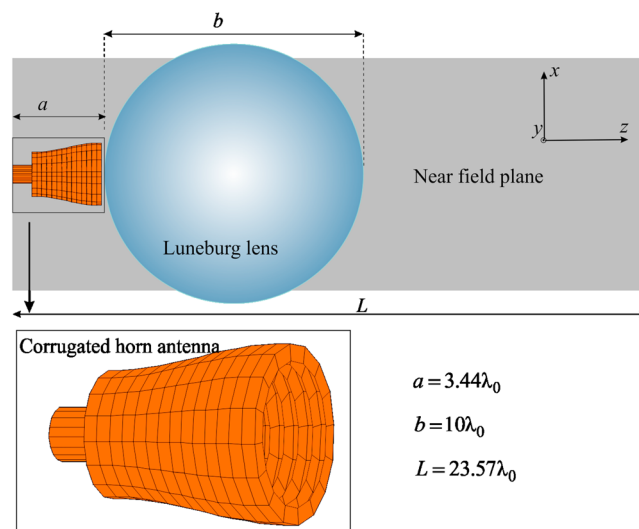 b
a
x
y
z
Near field plane
Luneburg lens
L
Corrugated horn antenna
a=3.44λ₀
b=10λ₀
L=23.57λ₀